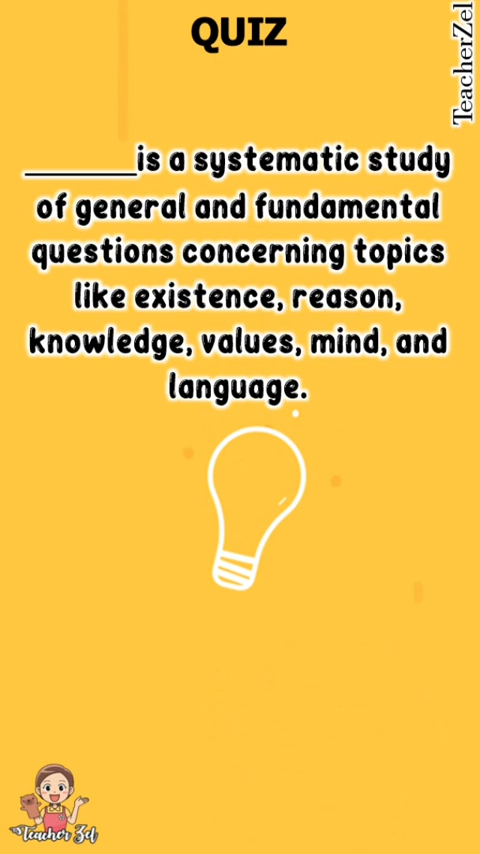 QUIZ
TeacherZel
______is a systematic study
of general and fundamental
questions concerning topics
like existence, reason,
knowledge, values, mind, and
language.
Teacher Zel